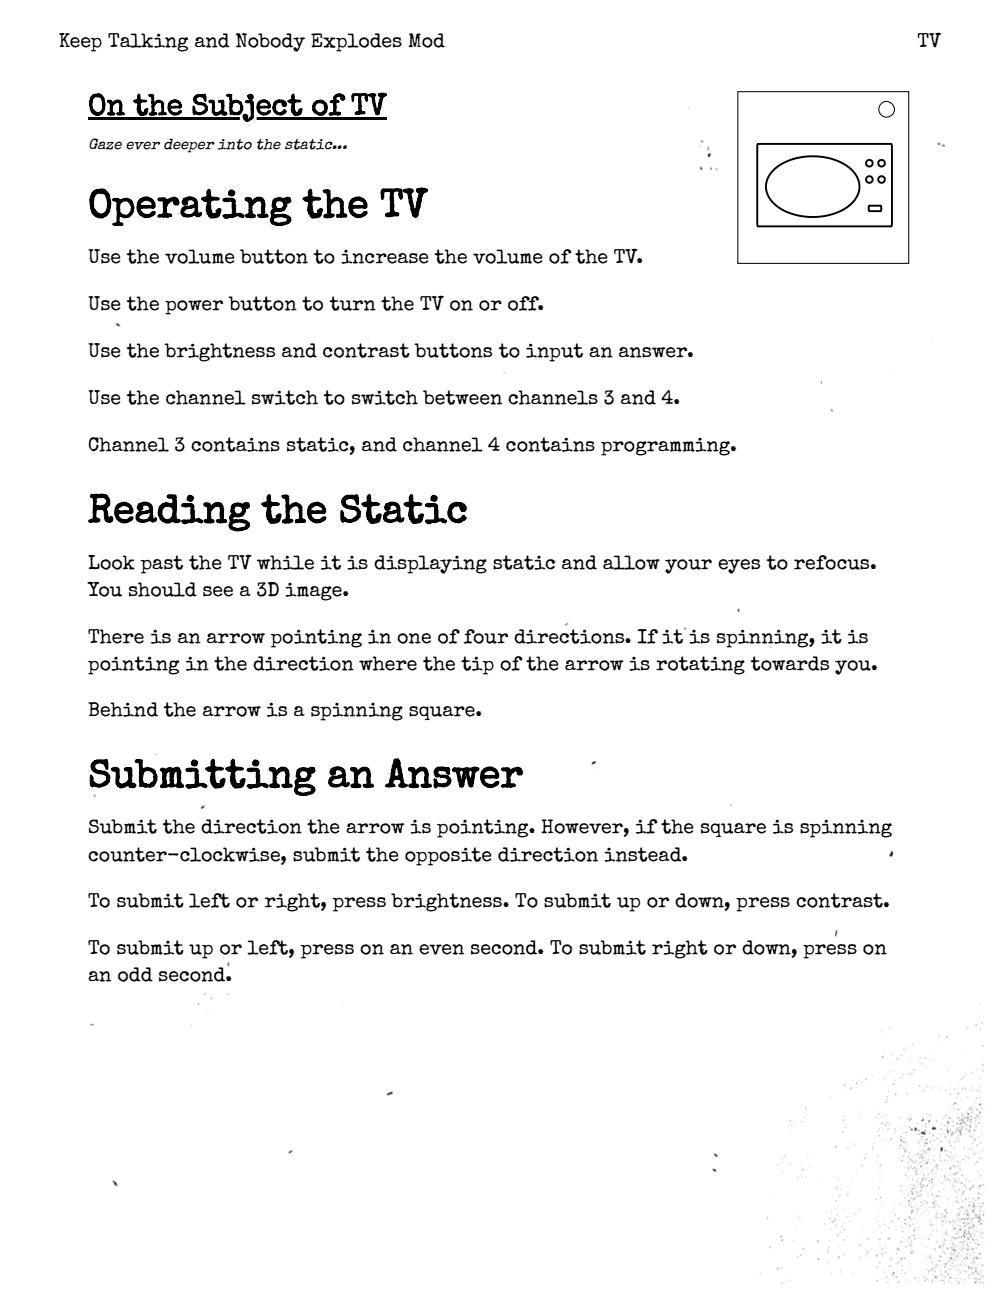 Keep Talking and Nobody Explodes Mod TV
On the Subject of TV
Gaze ever deeper into the static...
Operating the TV
Use the volume button to increase the volume of the TV.
Use the power button to turn the TV on or off.
Use the brightness and contrast buttons to input an answer.
Use the channel switch to switch between channels 3 and 4.
Channel 3 contains static, and channel 4 contains programming.
Reading the Static
Look past the TV while it is displaying static and allow your eyes to refocus.
You should see a 3D image.
There is an arrow pointing in one of four directions. If it is spinning, it is
pointing in the direction where the tip of the arrow is rotating towards you.
Behind the arrow is a spinning square.
Submitting an Answer
Submit the direction the arrow is pointing. However, if the square is spinning
counter-clockwise, submit the opposite direction instead.
To submit left or right, press brightness. To submit up or down, press contrast.
To submit up or left, press on an even second. To submit right or down, press on
an odd second.